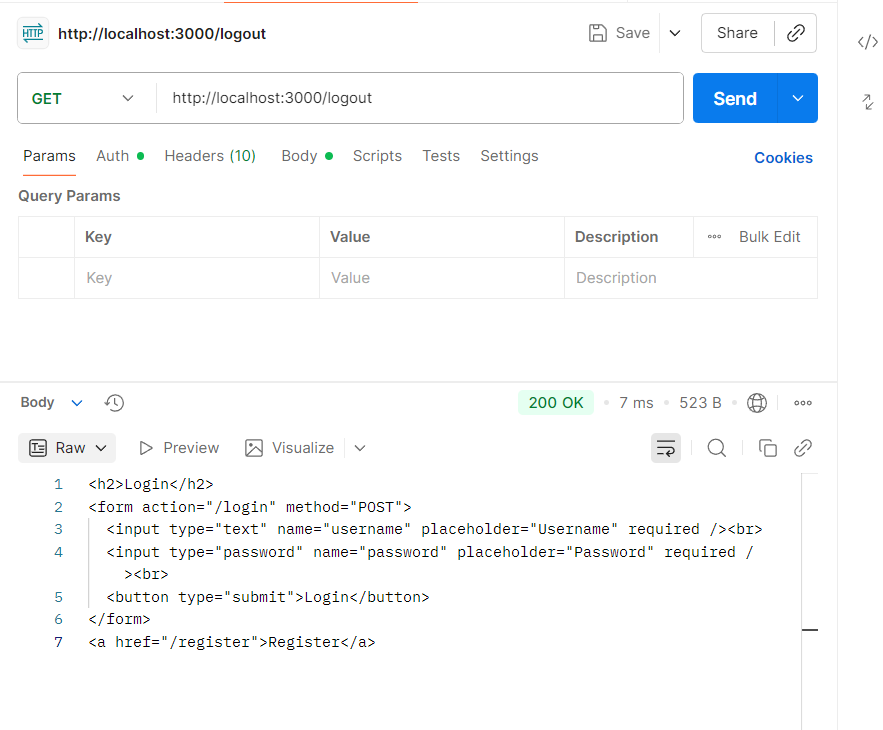 HTTP http://localhost:3000/logout Save Share
GET http://localhost:3000/logout Send
Params Auth Headers (10) Body Scripts Tests Settings Cookies
Query Params
Key Value Description Bulk Edit
Key Value Description
Body 200 OK 7 ms 523 B
Raw Preview Visualize
1 <h2>Login</h2>
2 <form action="/login" method="POST">
3 <input type="text" name="username" placeholder="Username" required /><br>
4 <input type="password" name="password" placeholder="Password" required /
><br>
5 <button type="submit">Login</button>
6 </form>
7 <a href="/register">Register</a>